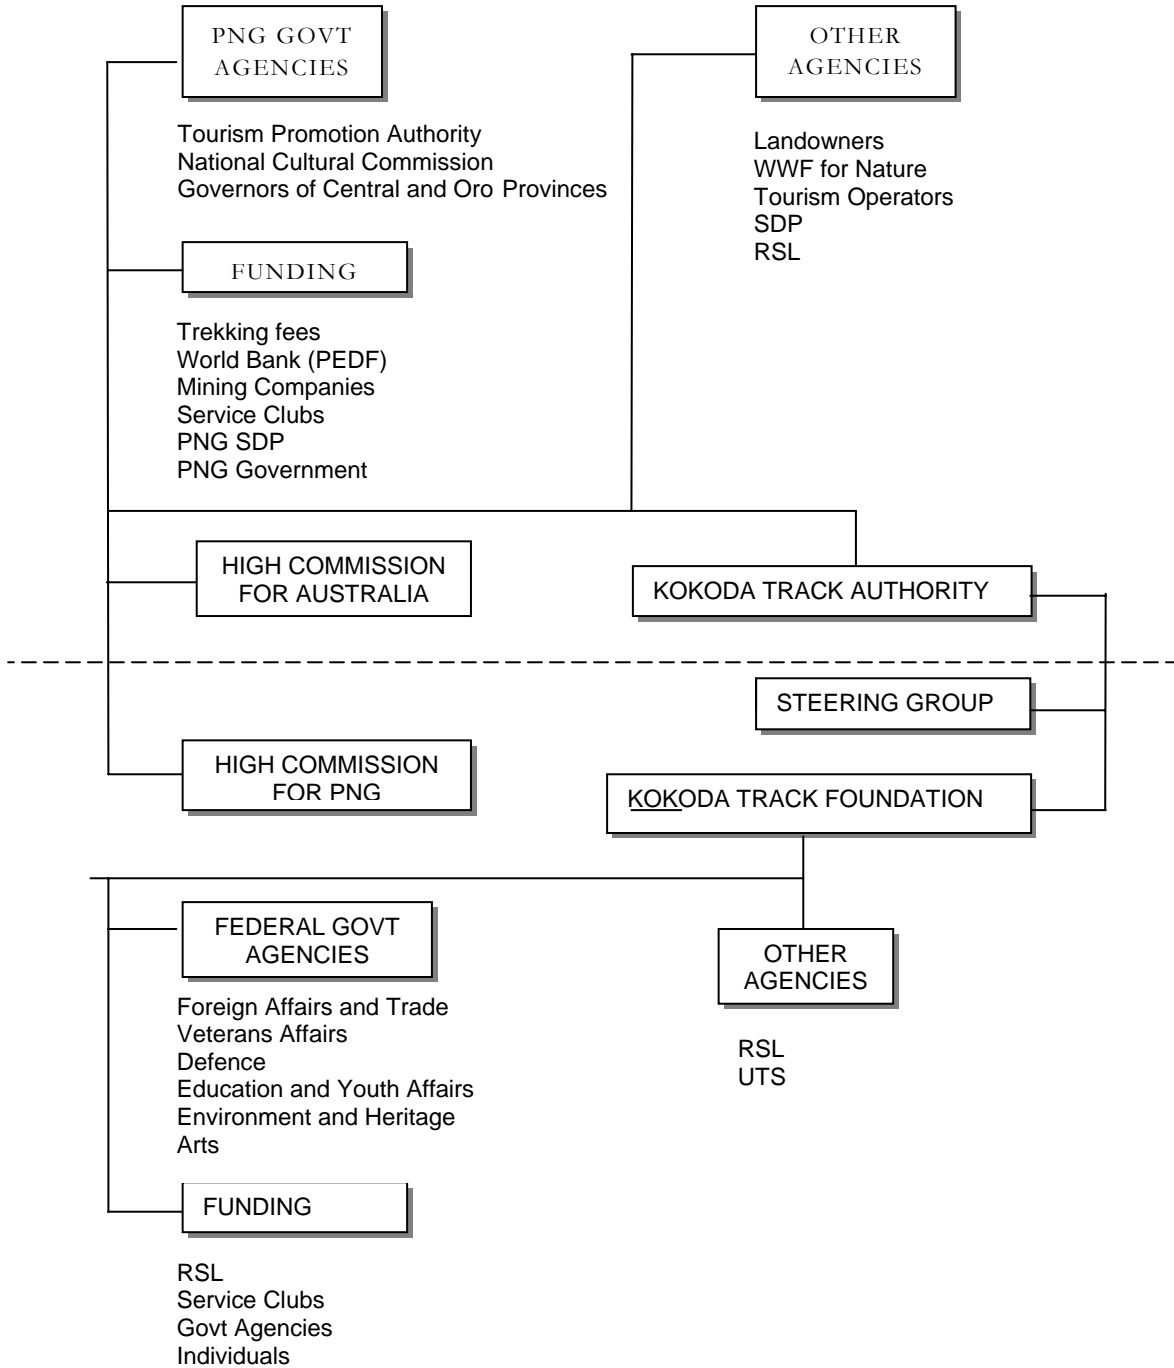 PNG GOVT
AGENCIES
Tourism Promotion Authority
National Cultural Commission
Governors of Central and Oro Provinces
OTHER
AGENCIES
Landowners
WWF for Nature
Tourism Operators
SDP
RSL
FUNDING
Trekking fees
World Bank (PEDF)
Mining Companies
Service Clubs
PNG SDP
PNG Government
HIGH COMMISSION
FOR AUSTRALIA
KOKODA TRACK AUTHORITY
STEERING GROUP
HIGH COMMISSION
FOR PNG
KOKODA TRACK FOUNDATION
FEDERAL GOVT
AGENCIES
Foreign Affairs and Trade
Veterans Affairs
Defence
Education and Youth Affairs
Environment and Heritage
Arts
OTHER
AGENCIES
RSL
UTS
FUNDING
RSL
Service Clubs
Govt Agencies
Individuals